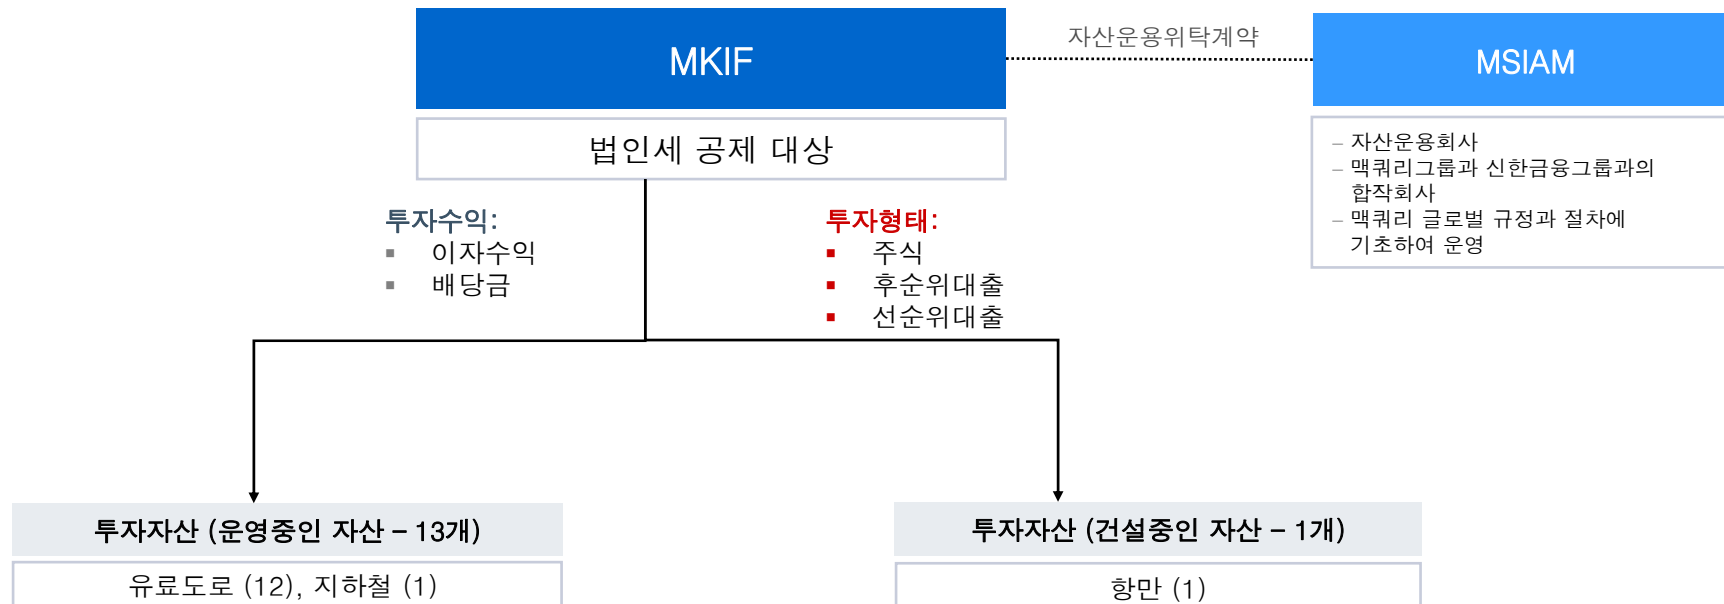 MKIF
자산운용위탁계약
MSIAM
법인세 공제 대상
– 자산운용회사
– 맥쿼리그룹과 신한금융그룹과의
합작회사
– 맥쿼리 글로벌 규정과 절차에
기초하여 운영
투자수익:
▪ 이자수익
▪ 배당금
투자형태:
▪ 주식
▪ 후순위대출
▪ 선순위대출
투자자산 (운영중인 자산 – 13개)
유료도로 (12), 지하철 (1)
투자자산 (건설중인 자산 – 1개)
항만 (1)